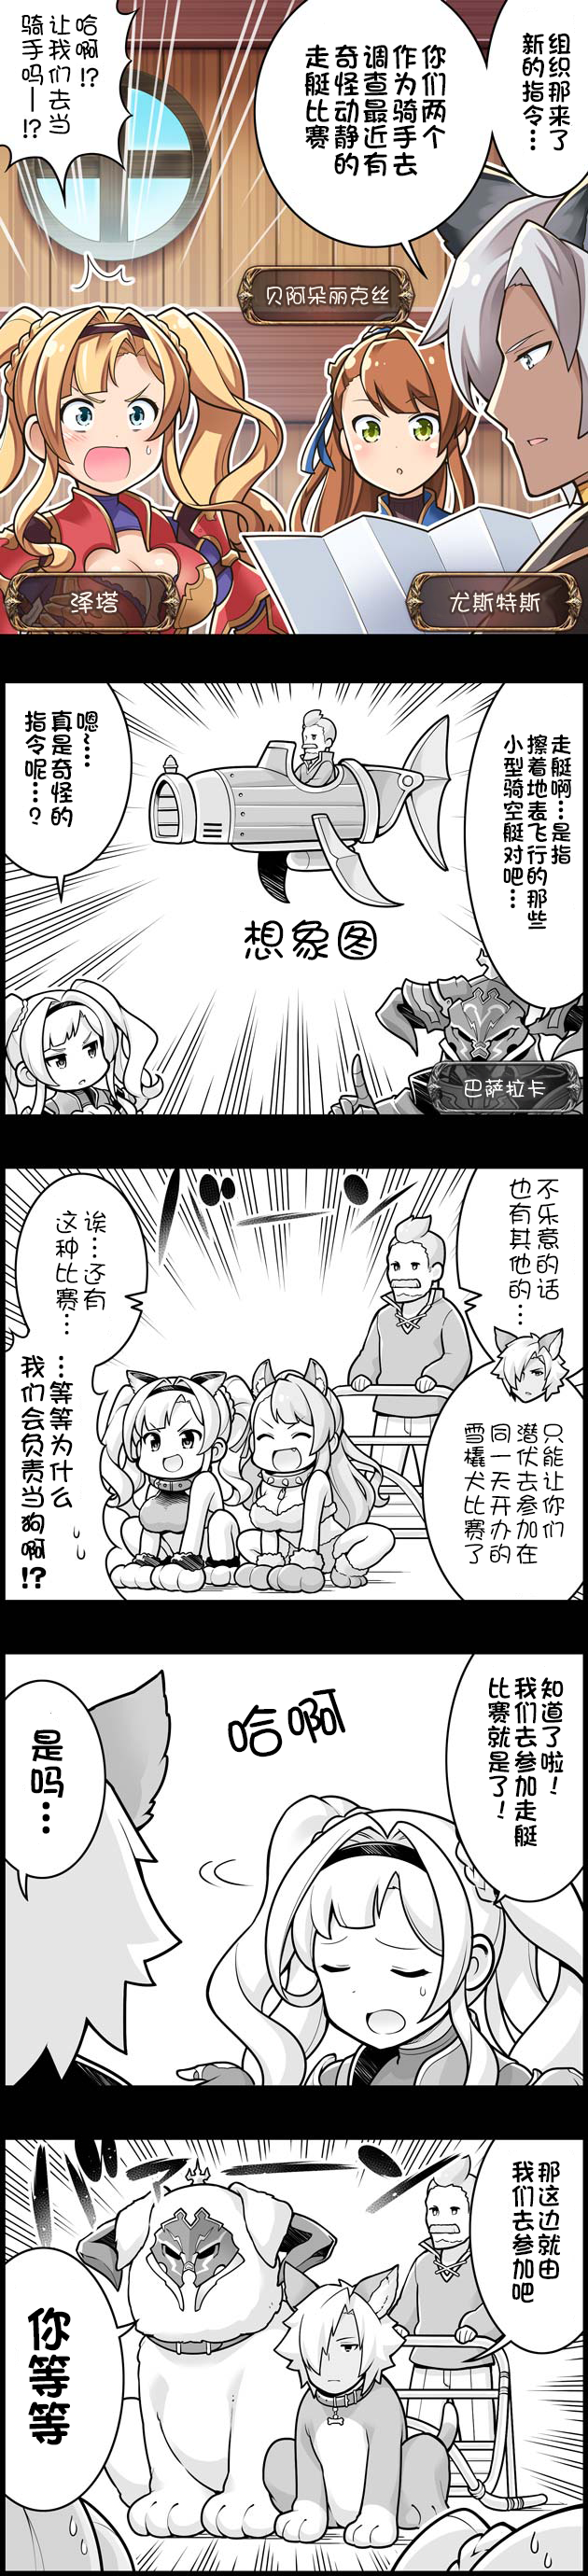 组织那来了
新的指令…
你们两个
作为骑手去
调查最近有
奇怪动静的
走艇比赛
哈啊!?
让我们去当
骑手吗—!?
贝阿朵丽克丝
泽塔
尤斯特斯
走艇啊…是指
擦着地表飞行的那些
小型骑空艇对吧…
嗯~~…
真是奇怪的
指令呢…?
想象图
巴萨拉卡
不乐意的话
也有其他的…
只能让你们
潜伏去参加在
同一天开办的
雪橇犬比赛了
诶…还有
这种比赛…
…等等为什么
我们会负责当
狗啊!?
知道了啦!
我们去参加走艇
比赛就是了!
哈啊
是吗…
那这边就由
我们去参加吧
你等等